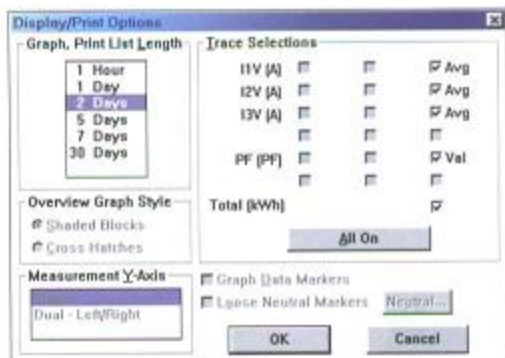 Display/Print Options
Graph, Print List Length
1 Hour
1 Day
2 Days
5 Days
7 Days
30 Days
Overview Graph Style
Shaded Blocks
Cross Hatches
Measurement Y-Axis
Dual - Left/Right
Trace Selections
I1V (A) Avg
I2V (A) Avg
I3V (A) Avg
PF (PF) Val
Total (kWh)
All On
Graph Data Markers
Loose Neutral Markers Neutral...
OK Cancel